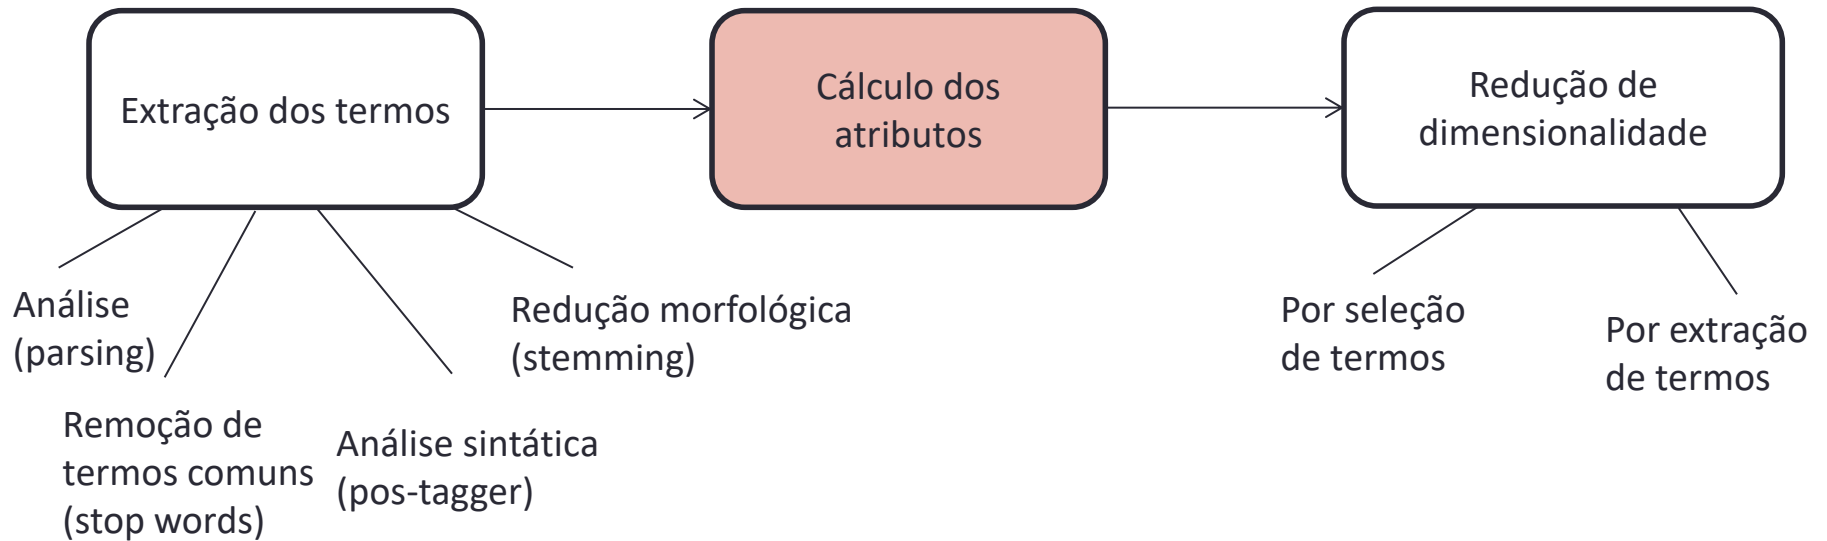 Extração dos termos
Cálculo dos
atributos
Redução de
dimensionalidade
Análise
(parsing)
Remoção de
termos comuns
(stop words)
Análise sintática
(pos-tagger)
Redução morfológica
(stemming)
Por seleção
de termos
Por extração
de termos